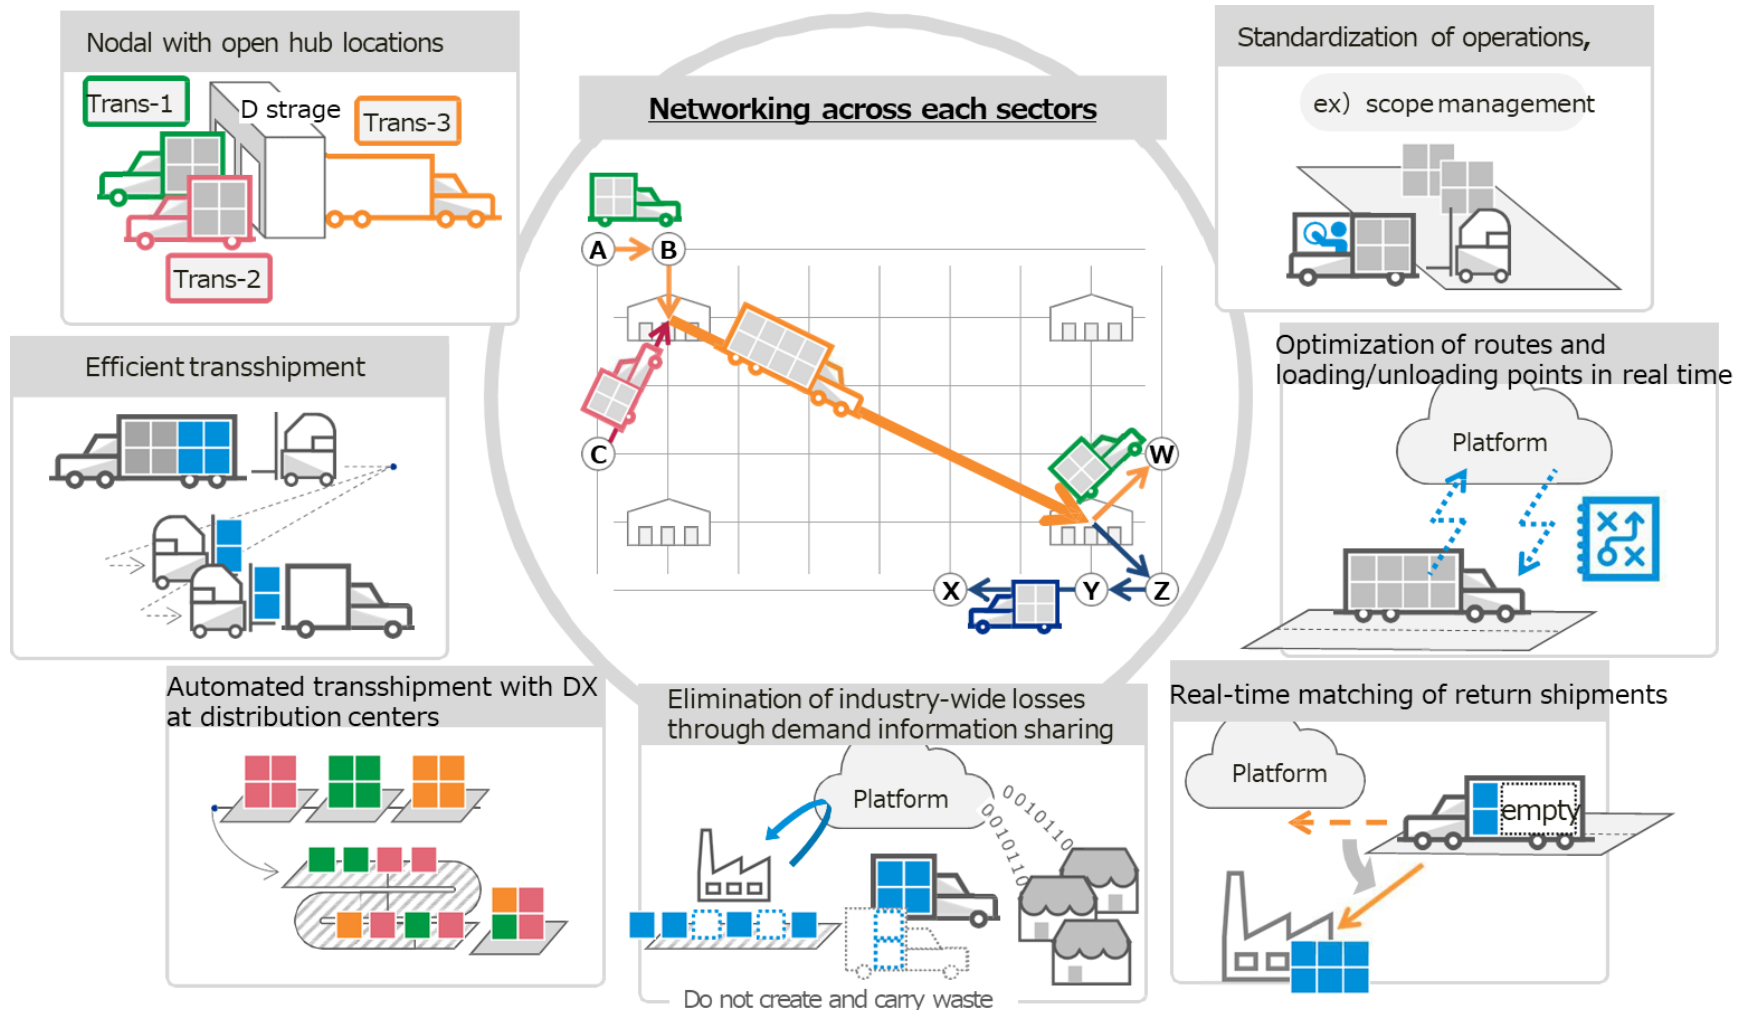 Nodal with open hub locations
Trans-1
D strage
Trans-3
Trans-2
Networking across each sectors
A
B
C
W
X
Y
Z
Standardization of operations,
ex）scope management
Efficient transshipment
Optimization of routes and
loading/unloading points in real time
Platform
Automated transshipment with DX
at distribution centers
Elimination of industry-wide losses
through demand information sharing
Platform
0010110
0010110
Do not create and carry waste
Real-time matching of return shipments
Platform
empty